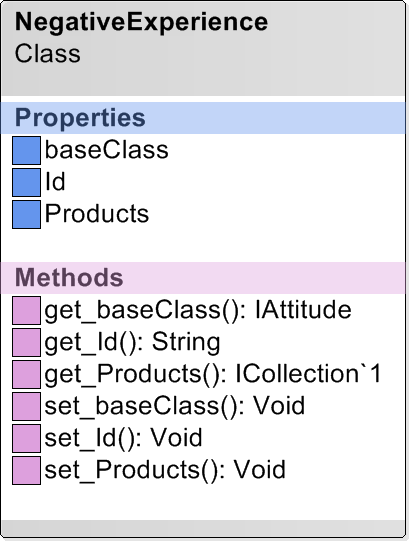 NegativeExperience
Class
Properties
baseClass
Id
Products
Methods
get_baseClass(): IAttitude
get_Id(): String
get_Products(): ICollection`1
set_baseClass(): Void
set_Id(): Void
set_Products(): Void